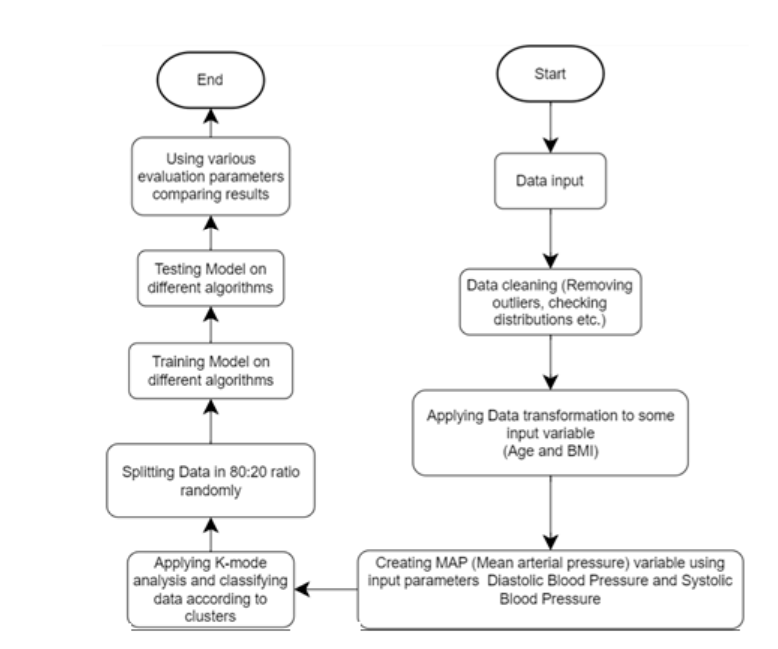 Start
Data input
Data cleaning (Removing
outliers, checking
distributions etc.)
Applying Data transformation to some
input variable
(Age and BMI)
Creating MAP (Mean arterial pressure) variable using
input parameters Diastolic Blood Pressure and Systolic
Blood Pressure
Applying K-mode
analysis and classifying
data according to
clusters
Splitting Data in 80:20 ratio
randomly
Training Model on
different algorithms
Testing Model on
different algorithms
Using various
evaluation parameters
comparing results
End